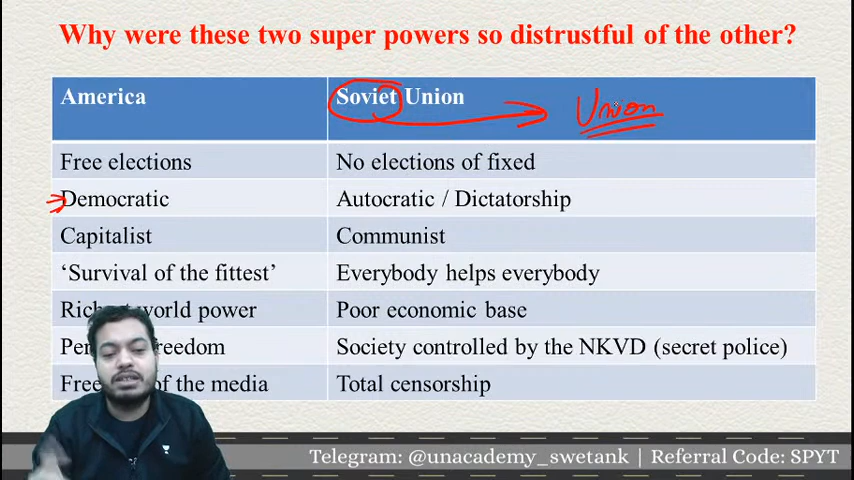 Why were these two super powers so distrustful of the other?
America Soviet Union Union
Free elections No elections of fixed
Democratic Autocratic / Dictatorship
Capitalist Communist
‘Survival of the fittest’ Everybody helps everybody
world power Poor economic base
Society controlled by the NKVD (secret police)
of the media Total censorship
Telegram: @unacademy_swetank | Referral Code: SPYT